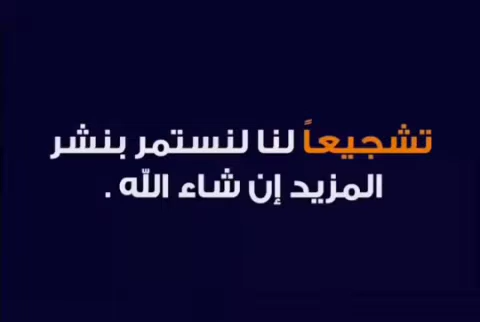 تشجيعاً لنا لنستمر بنشر
المزيد إن شاء الله .